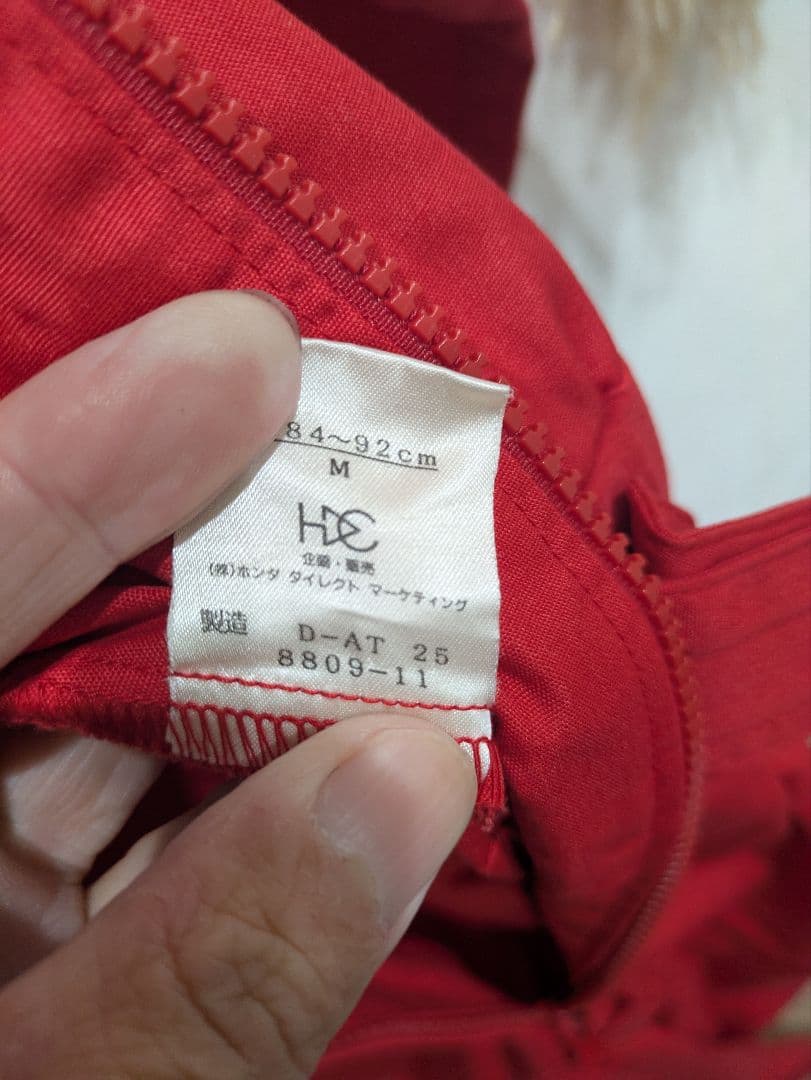 84～92cm
M
HDC
企画・販売
(株)ホンダ ダイレクト マーケティング
製造 D-AT 25
8809-11